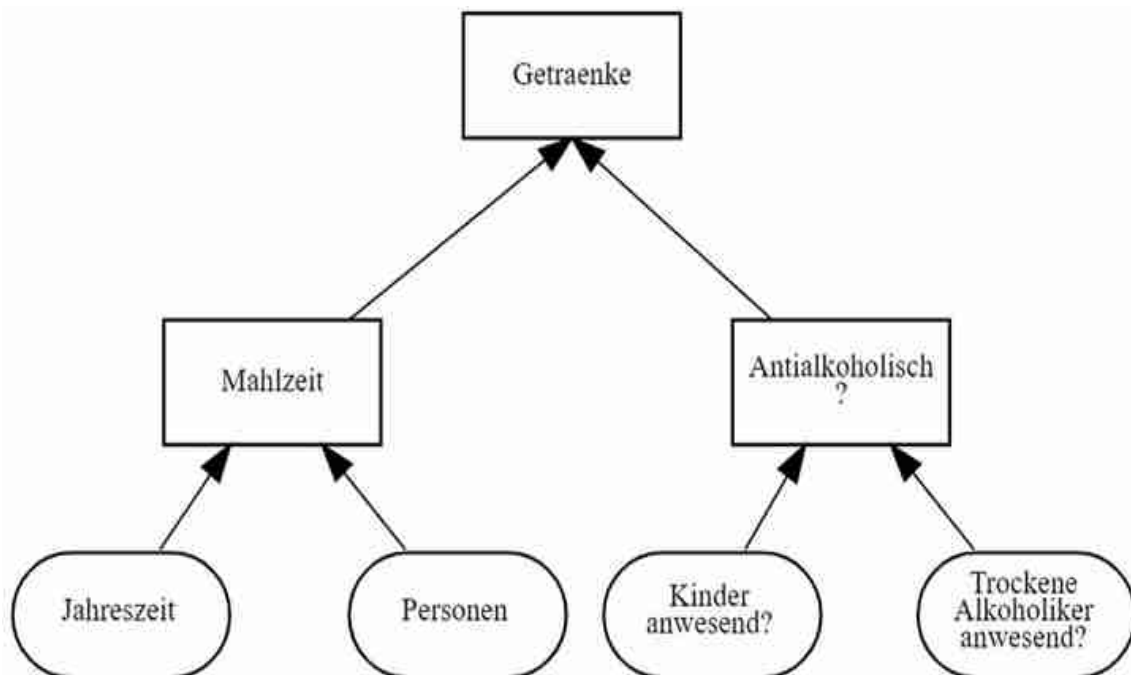 Getraenke
Mahlzeit
Antialkoholisch
?
Jahreszeit
Personen
Kinder
anwesend?
Trockene
Alkoholiker
anwesend?